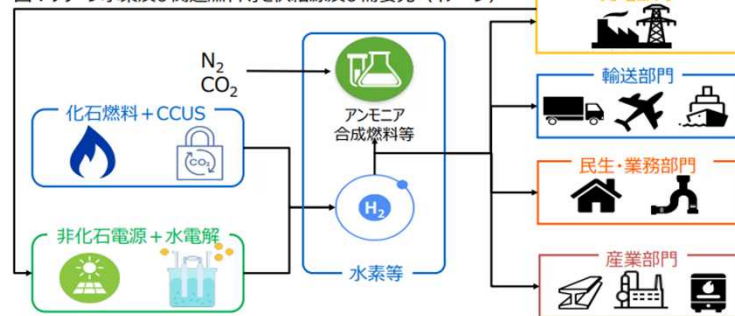 N₂
CO₂
アンモニア
合成燃料等
化石燃料+CCUS
CO₂
H₂
水素等
非化石電源+水電解
輸送部門
民生・業務部門
産業部門